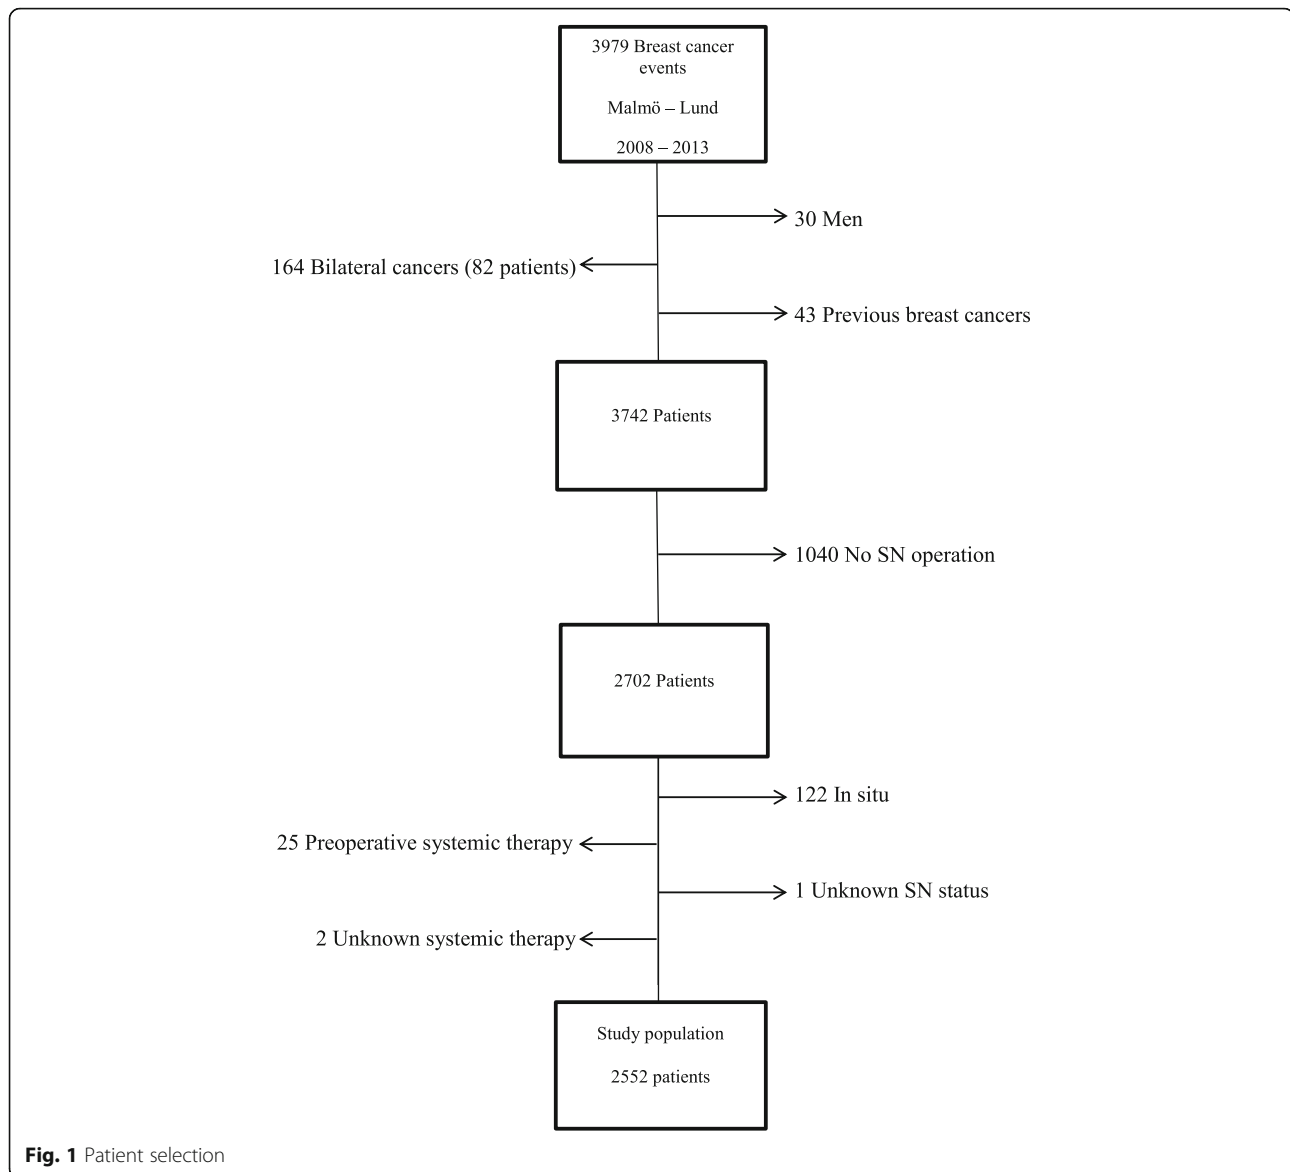 3979 Breast cancer
events
Malmö – Lund
2008 – 2013
30 Men
164 Bilateral cancers (82 patients)
43 Previous breast cancers
3742 Patients
1040 No SN operation
2702 Patients
122 In situ
25 Preoperative systemic therapy
1 Unknown SN status
2 Unknown systemic therapy
Study population
2552 patients
Fig. 1 Patient selection